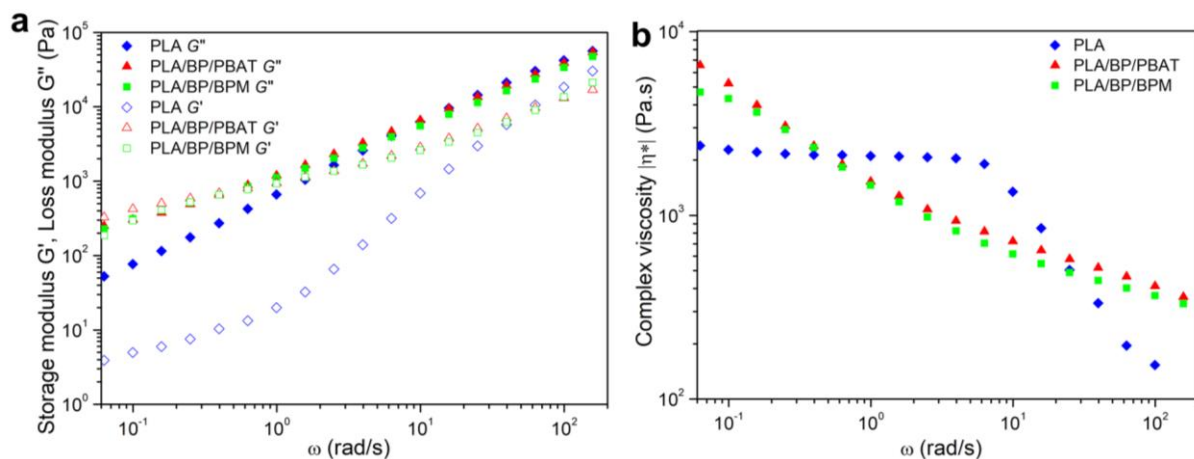 a
Storage modulus G', Loss modulus G" (Pa)
10^5
10^4
10^3
10^2
10^1
10^0
PLA G"
PLA/BP/PBAT G"
PLA/BP/BPM G"
PLA G'
PLA/BP/PBAT G'
PLA/BP/BPM G'
10^-1 10^0 10^1 10^2
ω (rad/s)
b
Complex viscosity |η*| (Pa.s)
10^4
10^3
10^2
PLA
PLA/BP/PBAT
PLA/BP/BPM
10^-1 10^0 10^1 10^2
ω (rad/s)